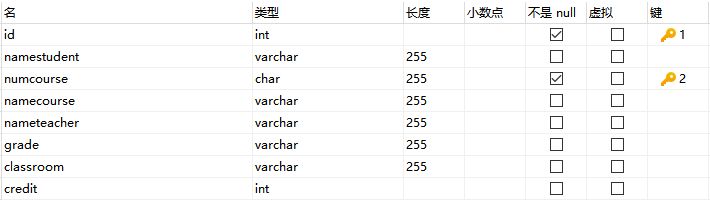 名 类型 长度 小数点 不是 null 虚拟 键
id int 1
namestudent varchar 255
numcourse char 255 2
namecourse varchar 255
nameteacher varchar 255
grade varchar 255
classroom varchar 255
credit int